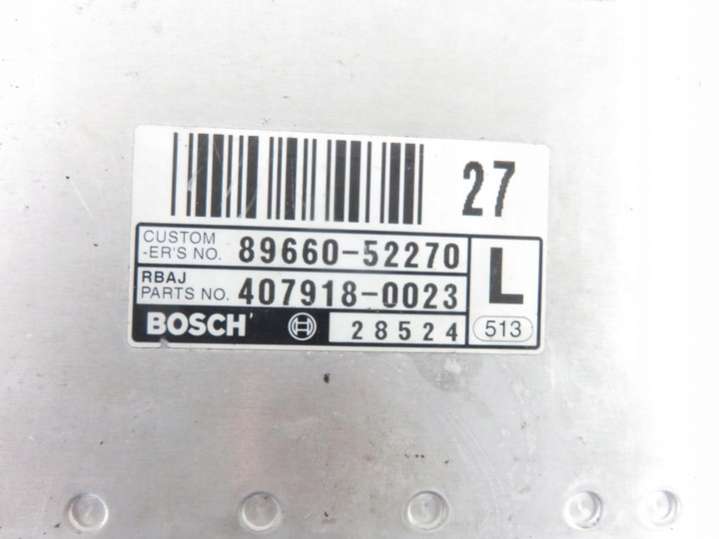 27
CUSTOM
-ER'S NO. 89660-52270
RBAJ
PARTS NO. 407918-0023
L
BOSCH 28524
513